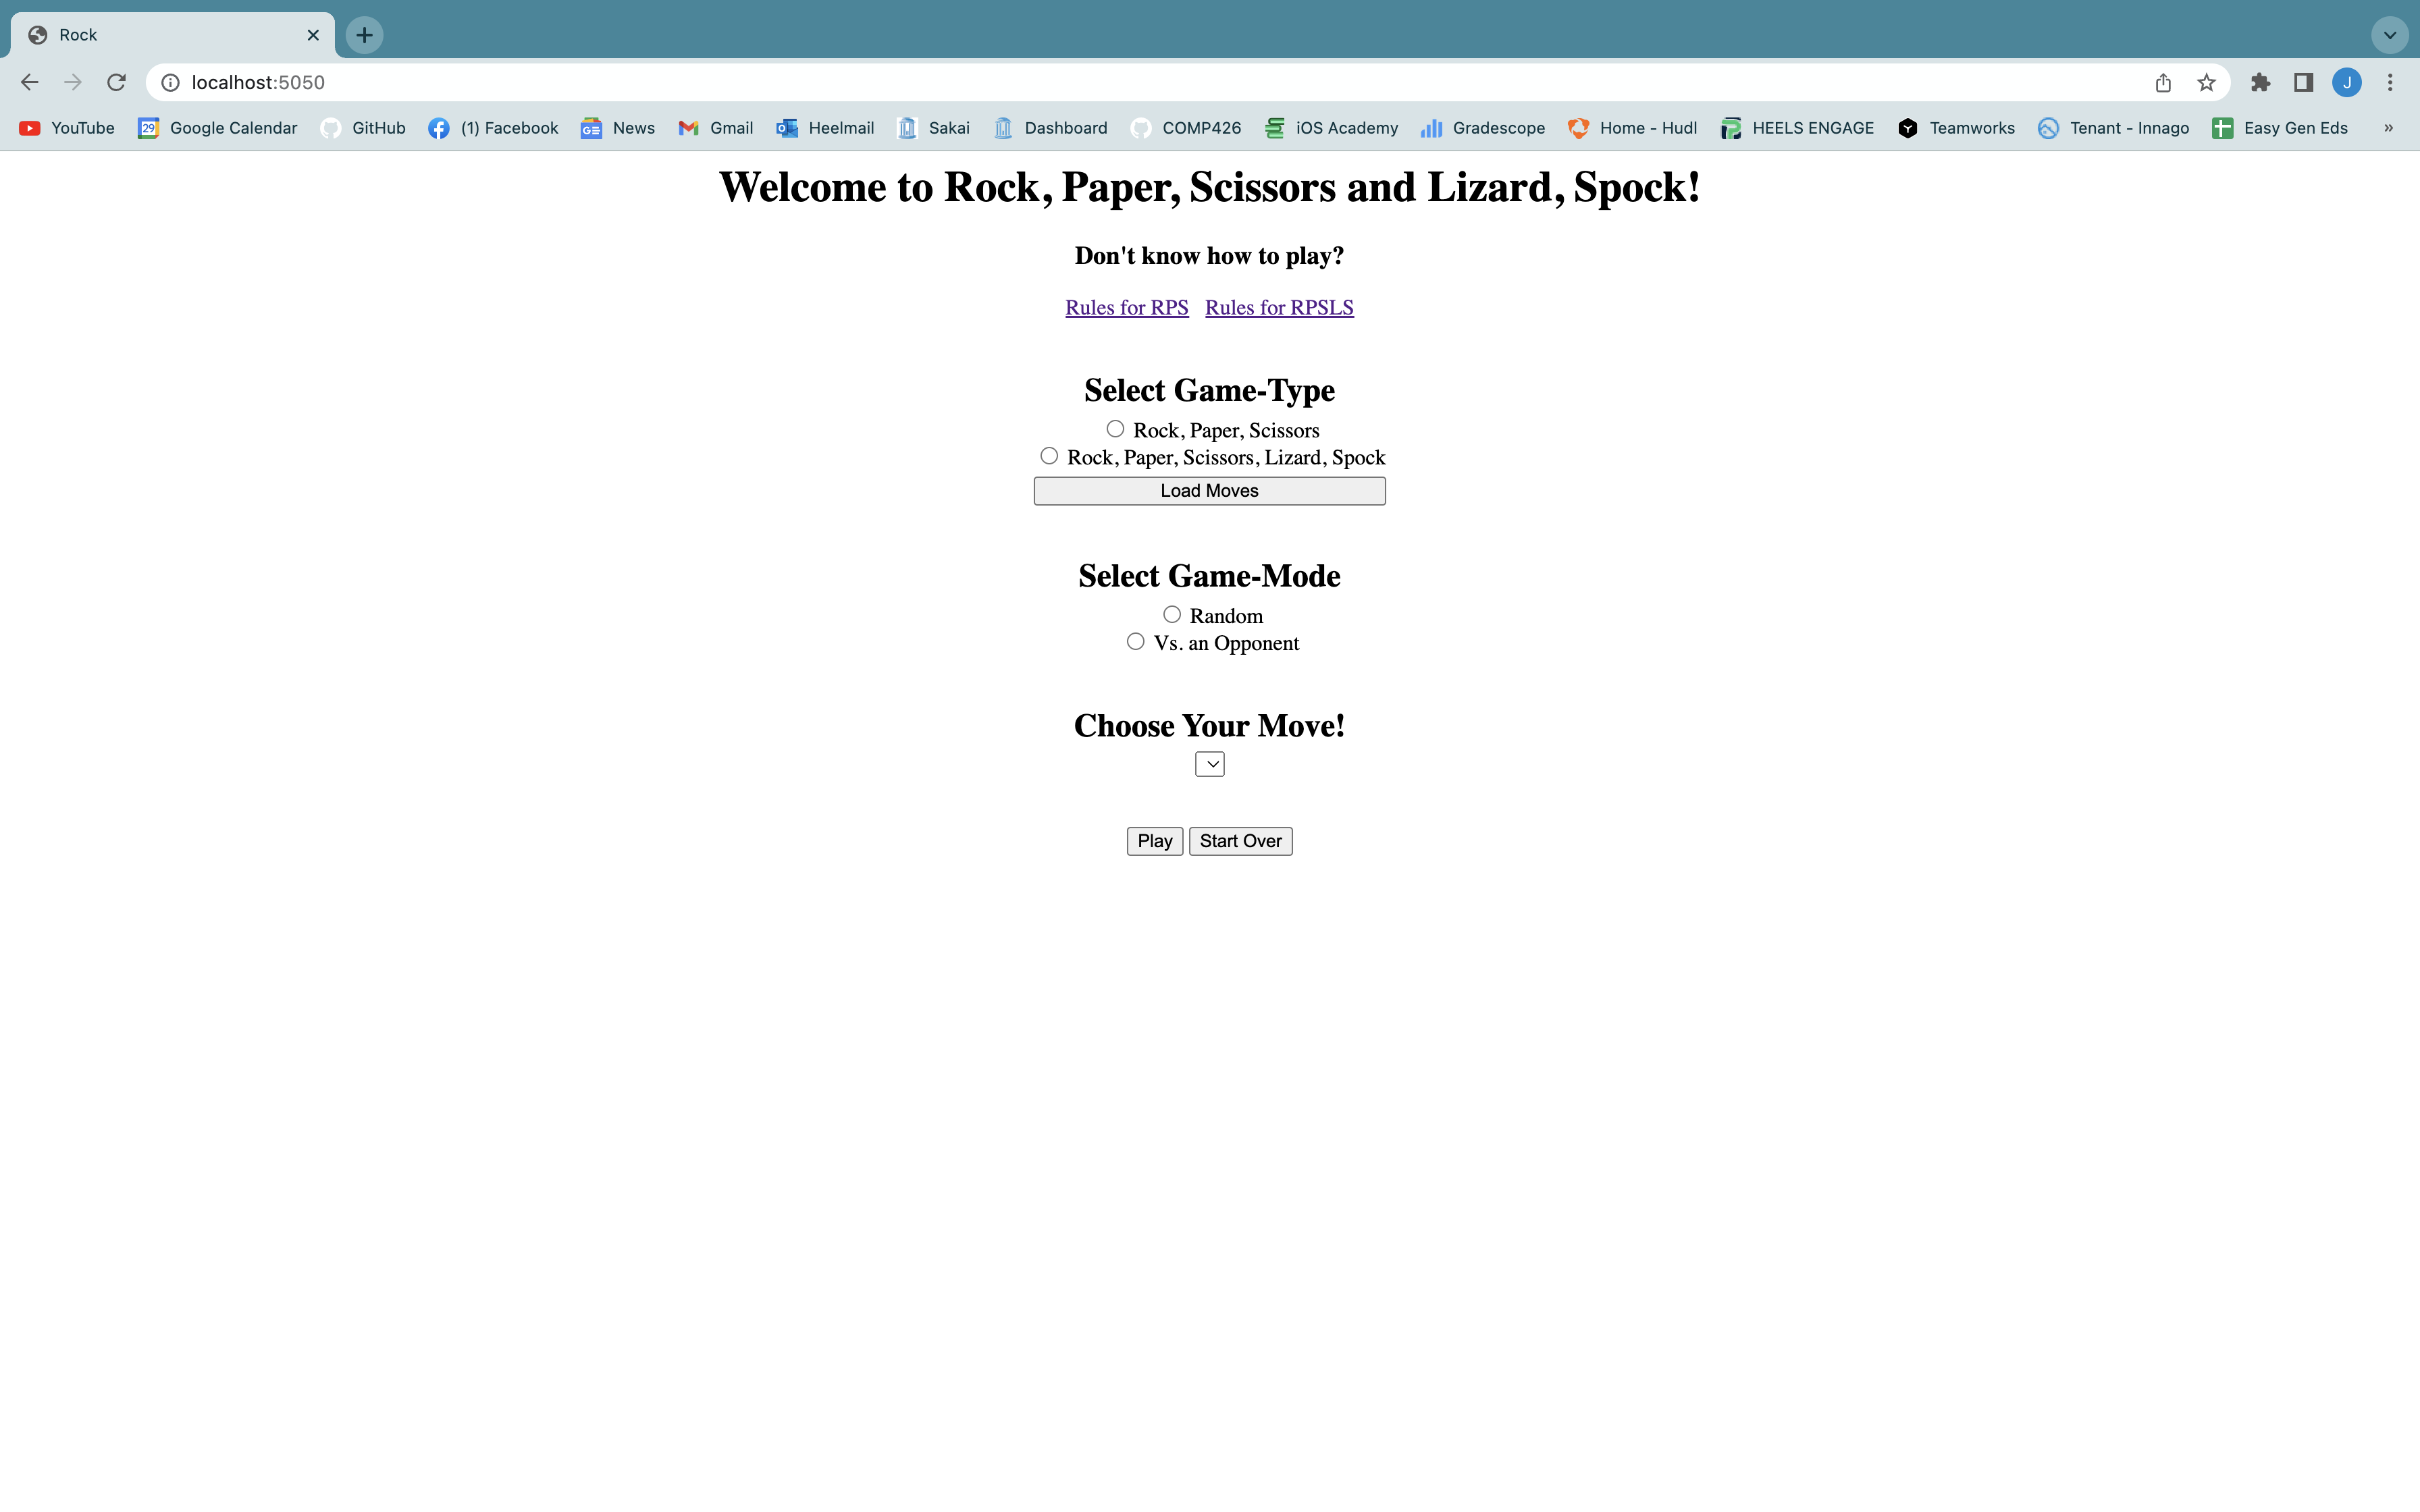 Rock
localhost:5050
J
YouTube 29 Google Calendar GitHub (1) Facebook GE News Gmail Heelmail Sakai Dashboard COMP426 iOS Academy Gradescope Home - Hudl HEELS ENGAGE Teamworks Tenant - Innago Easy Gen Eds »
Welcome to Rock, Paper, Scissors and Lizard, Spock!
Don't know how to play?
Rules for RPS Rules for RPSLS
Select Game-Type
Rock, Paper, Scissors
Rock, Paper, Scissors, Lizard, Spock
Load Moves
Select Game-Mode
Random
Vs. an Opponent
Choose Your Move!
Play Start Over